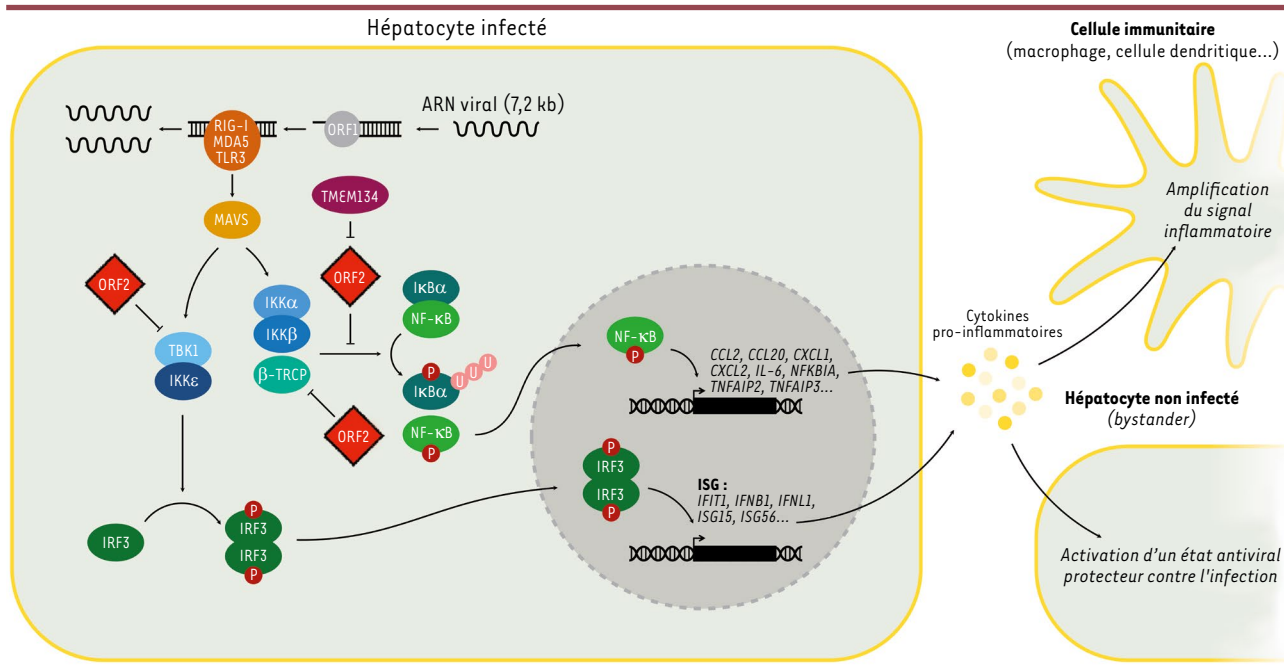 Hépatocyte infecté
Cellule immunitaire
(macrophage, cellule dendritique...)
ARN viral (7,2 kb)
RIG-I
MDA5
TLR3
ORF1
TMEM134
MAVS
Amplification
du signal
inflammatoire
ORF2
ORF2
IκBα
NF-κB
IKKα
IKKβ
β-TRCP
TBK1
IKKε
P
IκBα
U U U
NF-κB
P
ORF2
NF-κB
P
CCL2, CCL20, CXCL1,
CXCL2, IL-6, NFKBIA,
TNFAIP2, TNFAIP3...
Cytokines
pro-inflammatoires
Hépatocyte non infecté
(bystander)
P
IRF3
IRF3
P
ISG :
IFIT1, IFNB1, IFNL1,
ISG15, ISG56...
IRF3
P
IRF3
IRF3
P
Activation d'un état antiviral
protecteur contre l'infection